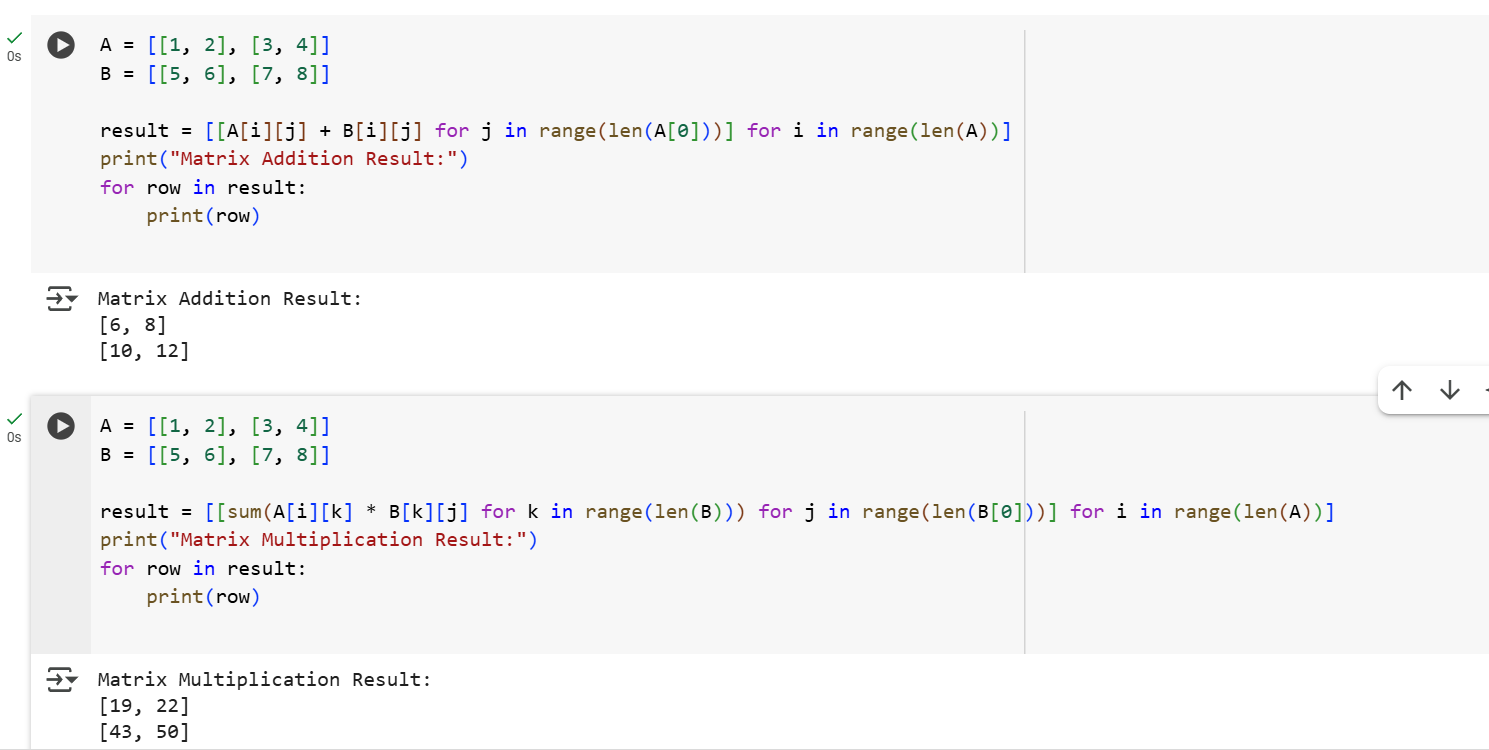 A = [[1, 2], [3, 4]]
0s
B = [[5, 6], [7, 8]]
result = [[A[i][j] + B[i][j] for j in range(len(A[0]))] for i in range(len(A))]
print("Matrix Addition Result:")
for row in result:
    print(row)
Matrix Addition Result:
[6, 8]
[10, 12]
A = [[1, 2], [3, 4]]
0s
B = [[5, 6], [7, 8]]
result = [[sum(A[i][k] * B[k][j] for k in range(len(B))) for j in range(len(B[0]))] for i in range(len(A))]
print("Matrix Multiplication Result:")
for row in result:
    print(row)
Matrix Multiplication Result:
[19, 22]
[43, 50]